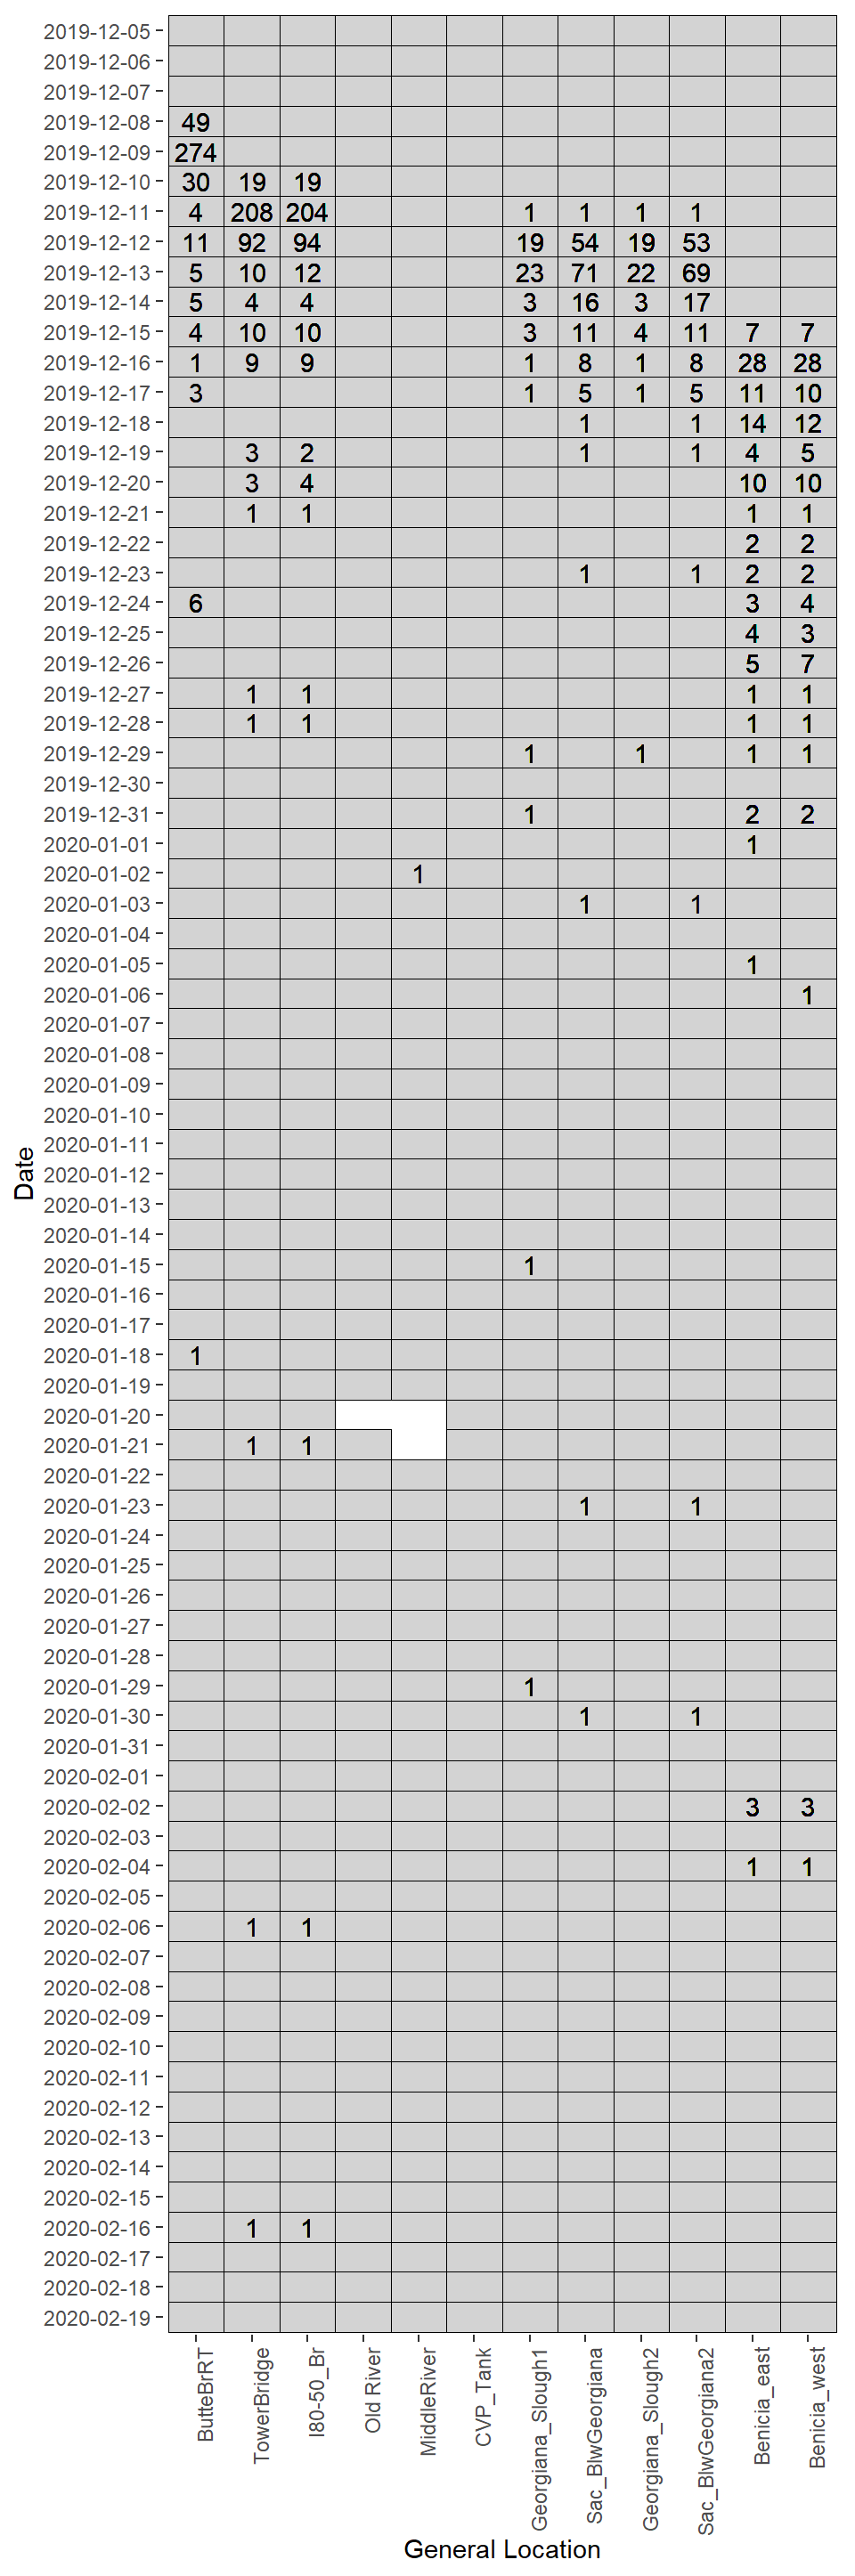 2019-12-05
2019-12-06
2019-12-07
2019-12-08 49
2019-12-09 274
2019-12-10 30 19 19
2019-12-11 4 208 204 1 1 1 1
2019-12-12 11 92 94 19 54 19 53
2019-12-13 5 10 12 23 71 22 69
2019-12-14 5 4 4 3 16 3 17
2019-12-15 4 10 10 3 11 4 11 7 7
2019-12-16 1 9 9 1 8 1 8 28 28
2019-12-17 3 1 5 1 5 11 10
2019-12-18 1 1 14 12
2019-12-19 3 2 1 1 4 5
2019-12-20 3 4 10 10
2019-12-21 1 1 1 1
2019-12-22 2 2
2019-12-23 1 1 2 2
2019-12-24 6 3 4
2019-12-25 4 3
2019-12-26 5 7
2019-12-27 1 1 1 1
2019-12-28 1 1 1 1
2019-12-29 1 1 1 1
2019-12-30
2019-12-31 1 2 2
2020-01-01 1
2020-01-02 1
2020-01-03 1 1
2020-01-04
2020-01-05 1
2020-01-06 1
2020-01-07
2020-01-08
2020-01-09
2020-01-10
2020-01-11
2020-01-12
2020-01-13
2020-01-14
2020-01-15 1
2020-01-16
2020-01-17
2020-01-18 1
2020-01-19
2020-01-20
2020-01-21 1 1
2020-01-22
2020-01-23 1 1
2020-01-24
2020-01-25
2020-01-26
2020-01-27
2020-01-28
2020-01-29 1
2020-01-30 1 1
2020-01-31
2020-02-01
2020-02-02 3 3
2020-02-03
2020-02-04 1 1
2020-02-05
2020-02-06 1 1
2020-02-07
2020-02-08
2020-02-09
2020-02-10
2020-02-11
2020-02-12
2020-02-13
2020-02-14
2020-02-15
2020-02-16 1 1
2020-02-17
2020-02-18
2020-02-19
Date
ButteBrRT
TowerBridge
I80-50_Br
Old River
MiddleRiver
CVP_Tank
Georgiana_Slough1
Sac_BlwGeorgiana
Georgiana_Slough2
Sac_BlwGeorgiana2
Benicia_east
Benicia_west
General Location